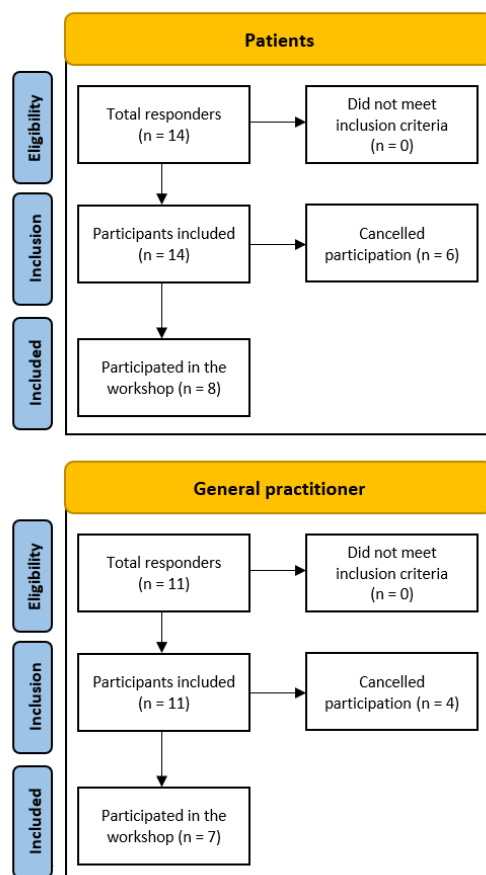 Patients
Eligibility
Total responders
(n = 14)
Did not meet
inclusion criteria
(n = 0)
Inclusion
Participants included
(n = 14)
Cancelled
participation (n = 6)
Included
Participated in the
workshop (n = 8)
General practitioner
Eligibility
Total responders
(n = 11)
Did not meet
inclusion criteria
(n = 0)
Inclusion
Participants included
(n = 11)
Cancelled
participation (n = 4)
Included
Participated in the
workshop (n = 7)